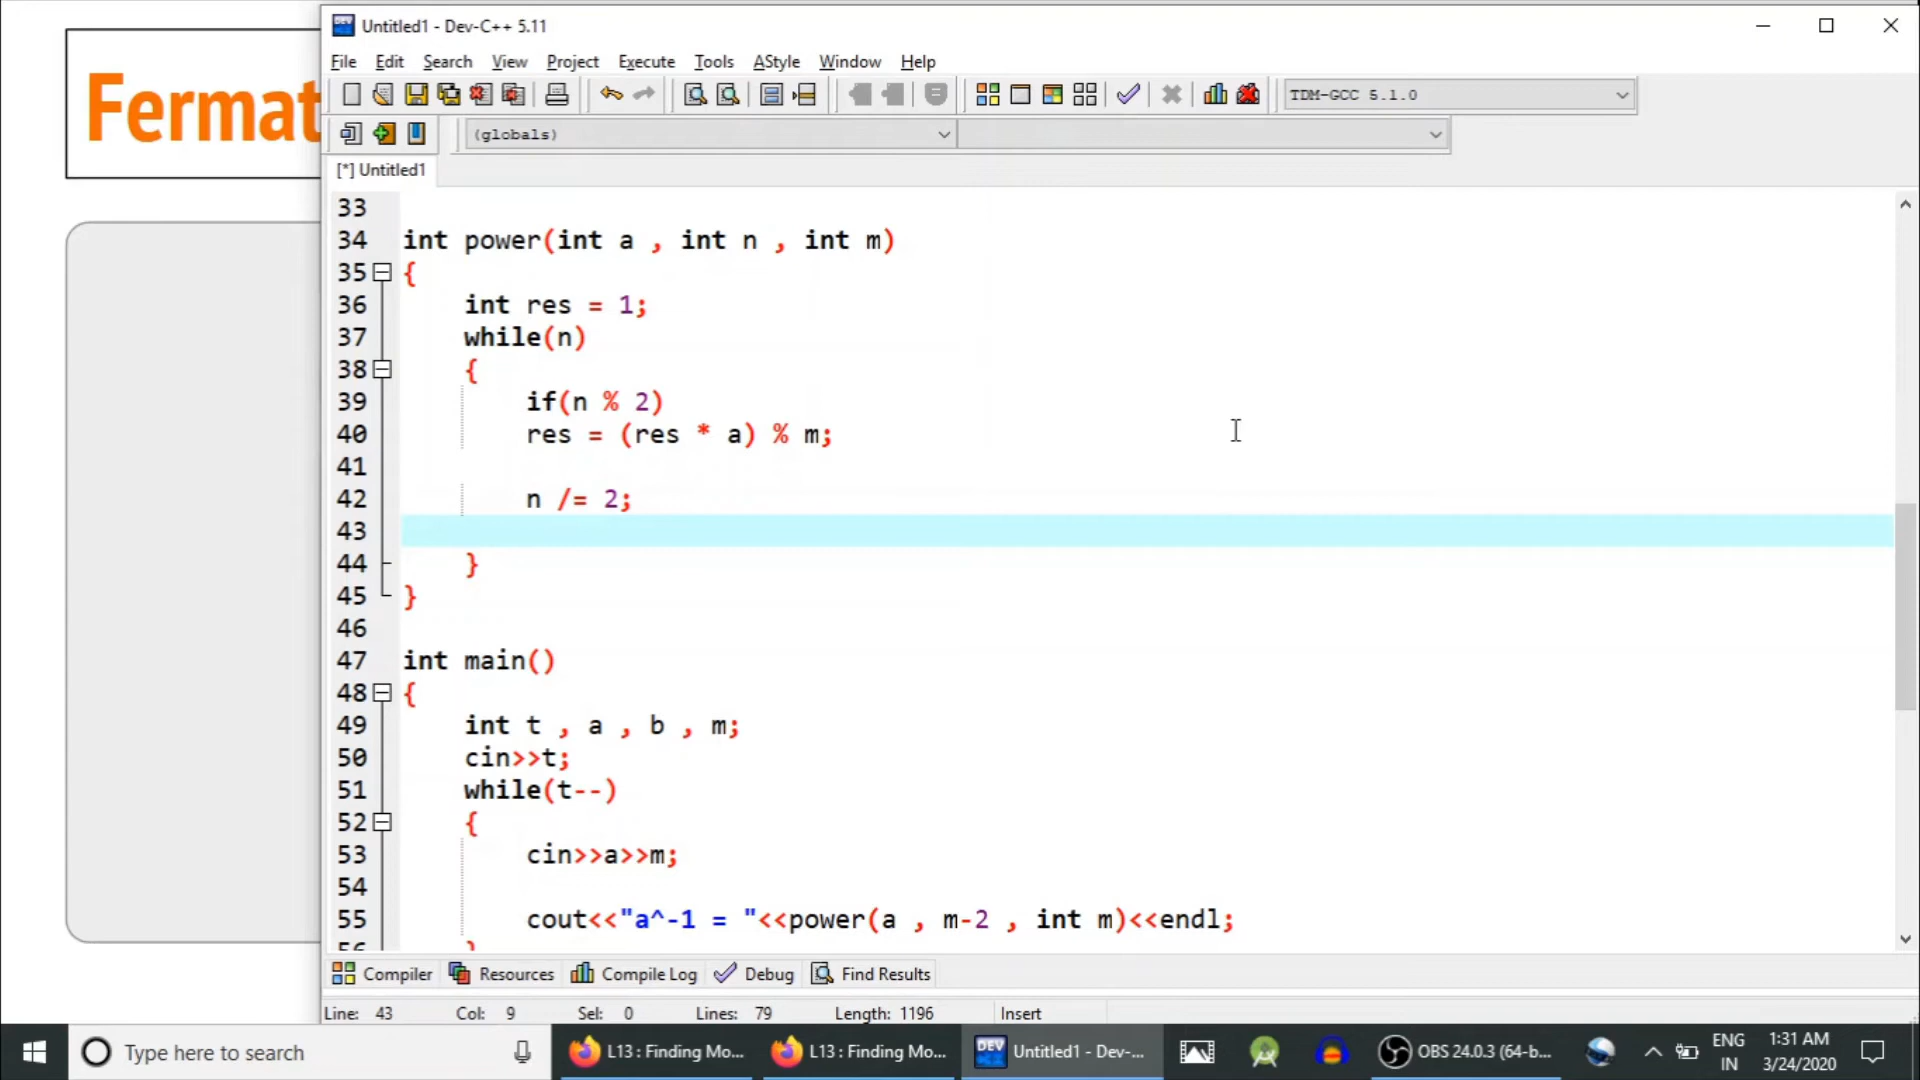 Fermat
Untitled1 - Dev-C++ 5.11
File Edit Search View Project Execute Tools AStyle Window Help
TDM-GCC 5.1.0
(globals)
[*] Untitled1
33
34 int power(int a , int n , int m)
35 {
36 int res = 1;
37 while(n)
38 {
39 if(n % 2)
40 res = (res * a) % m;
41
42 n /= 2;
43
44 }
45 }
46
47 int main()
48 {
49 int t , a , b , m;
50 cin>>t;
51 while(t--)
52 {
53 cin>>a>>m;
54
55 cout<<"a^-1 = "<<power(a , m-2 , int m)<<endl;
56 }
Compiler Resources Compile Log Debug Find Results
Line: 43 Col: 9 Sel: 0 Lines: 79 Length: 1196 Insert
Type here to search
L13 : Finding Mo...
L13 : Finding Mo...
DEV Untitled1 - Dev-...
OBS 24.0.3 (64-b...
ENG
IN
1:31 AM
3/24/2020